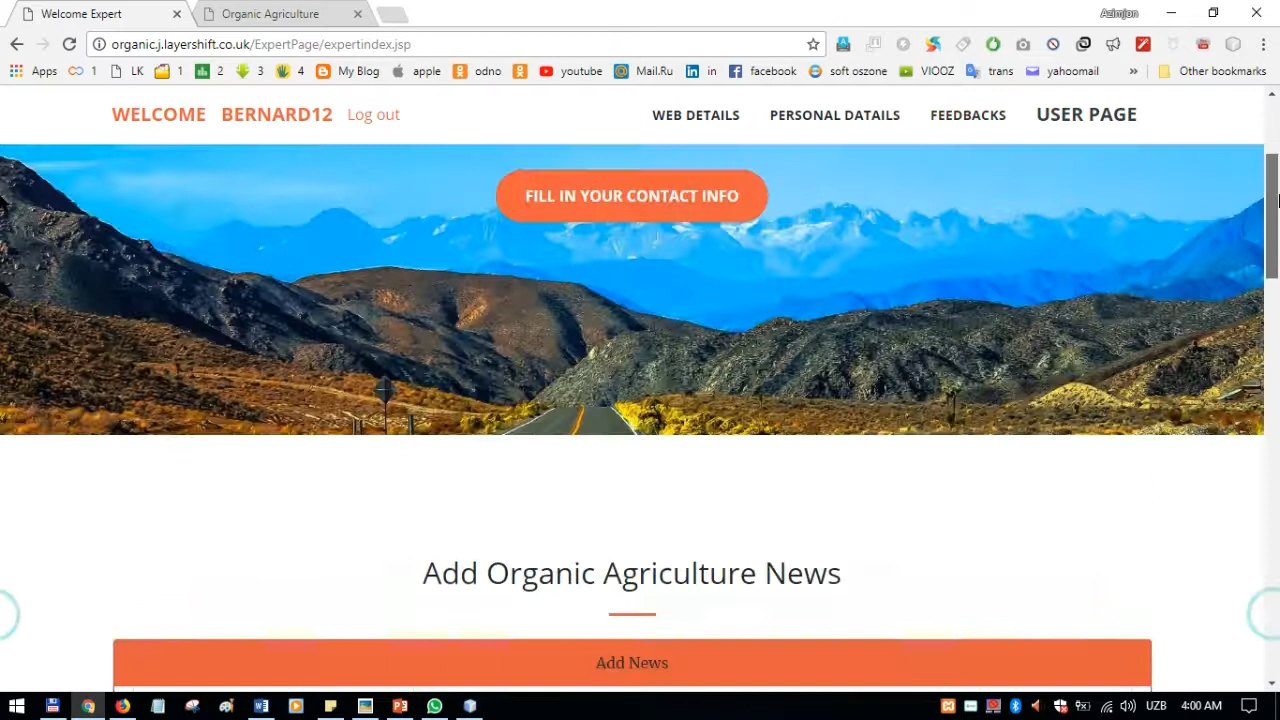 Welcome Expert
Organic Agriculture
Azimjon
organic.j.layershift.co.uk/ExpertPage/expertindex.jsp
Apps 1 LK 1 2 3 4 My Blog apple odno youtube Mail.Ru in facebook soft oszone VIOOZ trans yahoomail » Other bookmarks
WELCOME BERNARD12 Log out WEB DETAILS PERSONAL DATAILS FEEDBACKS USER PAGE
FILL IN YOUR CONTACT INFO
Add Organic Agriculture News
Add News
UZB 4:00 AM